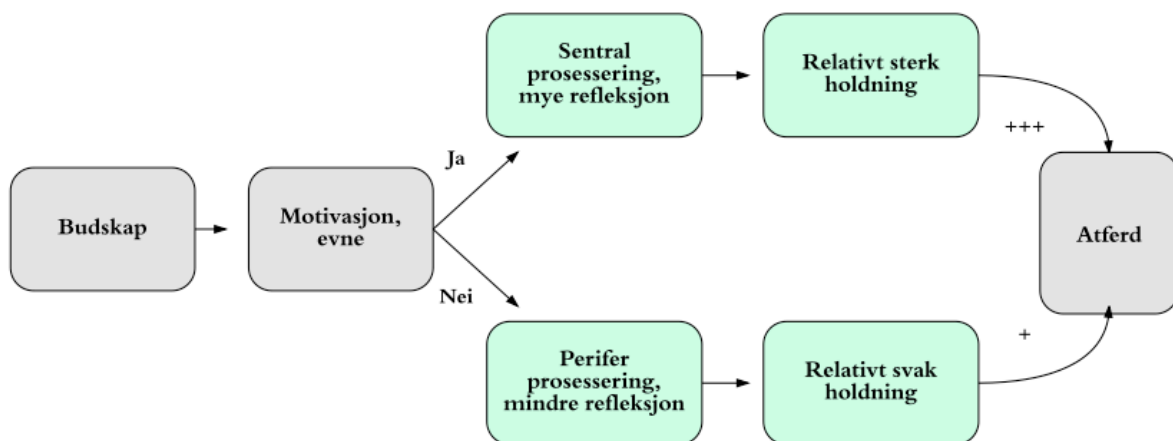 Sentral
prosessering,
mye refleksjon
Relativt sterk
holdning
+++
Ja
Budskap
Motivasjon,
evne
Atferd
Nei
Perifer
prosessering,
mindre refleksjon
Relativt svak
holdning
+